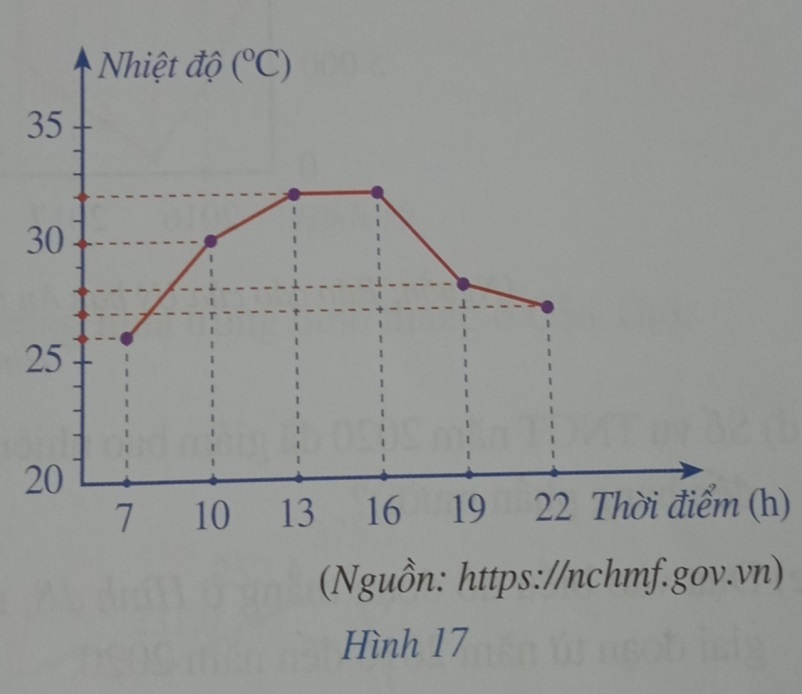 Nhiệt độ (°C)
35
30
25
20
7 10 13 16 19 22 Thời điểm (h)
(Nguồn: https://nchmf.gov.vn)
Hình 17